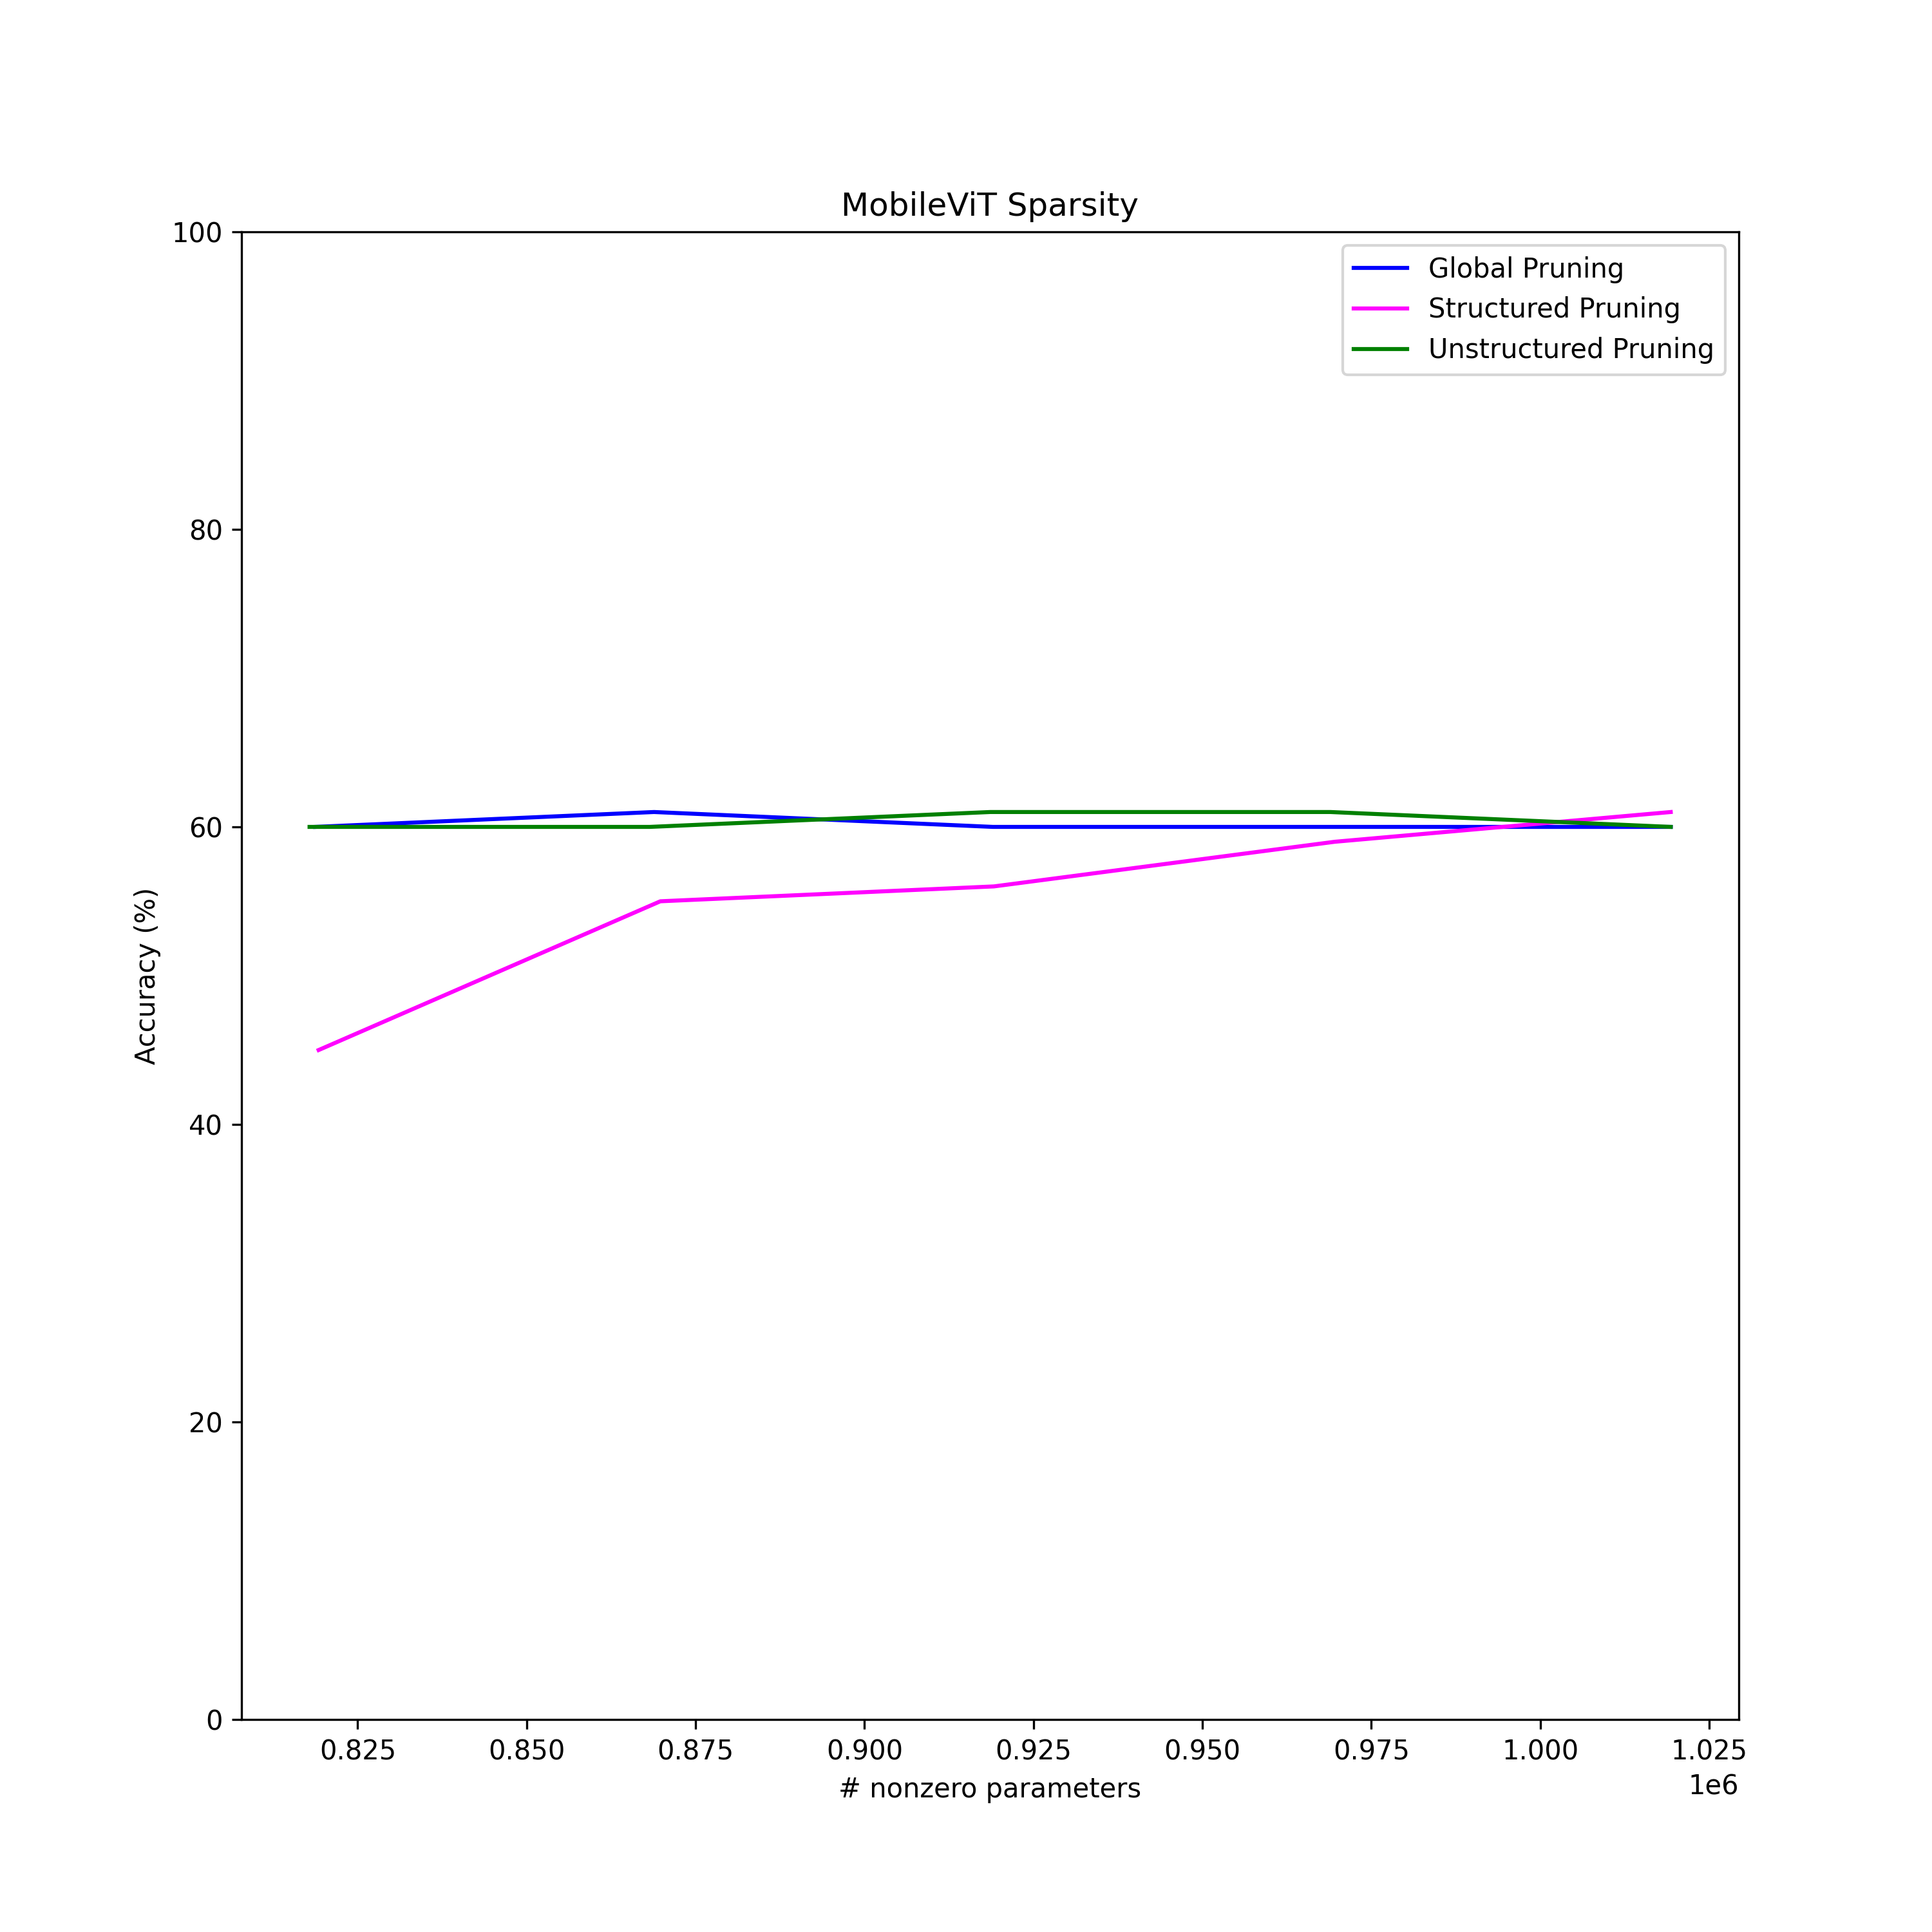 MobileViT Sparsity
Global Pruning
Structured Pruning
Unstructured Pruning
100
80
60
40
20
0
Accuracy (%)
0.825 0.850 0.875 0.900 0.925 0.950 0.975 1.000 1.025
1e6
# nonzero parameters